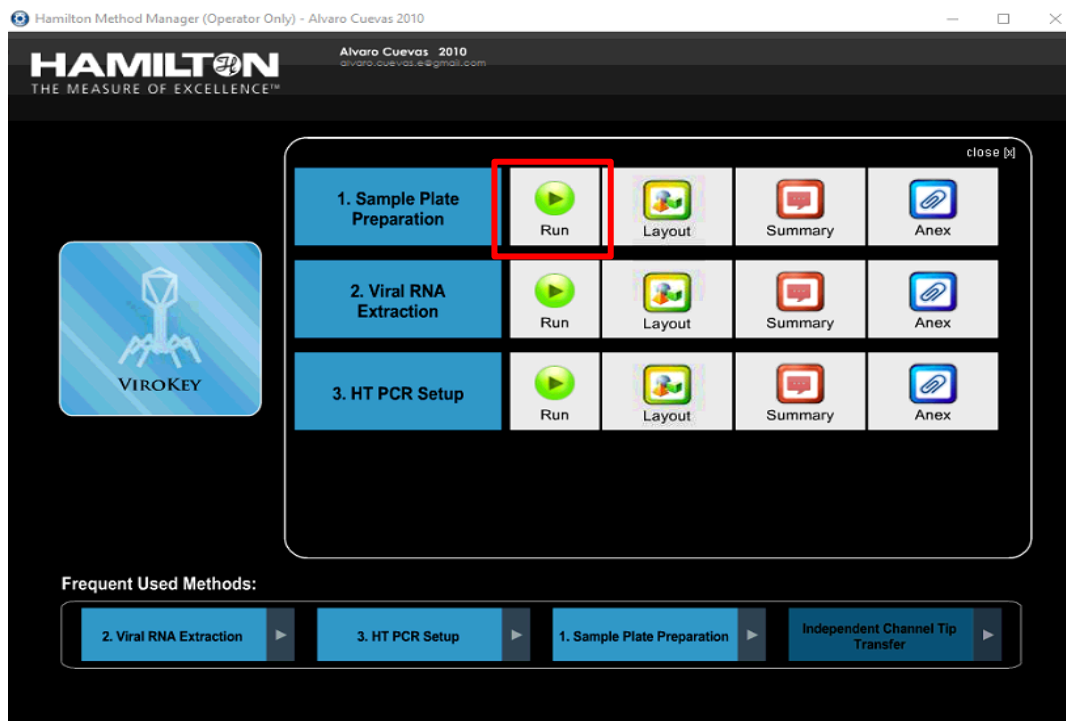 Hamilton Method Manager (Operator Only) - Alvaro Cuevas 2010
HAMILTON
THE MEASURE OF EXCELLENCE™
Alvaro Cuevas 2010
alvaro.cuevas.e@gmail.com
close [x]
1. Sample Plate
Preparation
Run
Layout
Summary
Anex
2. Viral RNA
Extraction
Run
Layout
Summary
Anex
3. HT PCR Setup
Run
Layout
Summary
Anex
VIROKEY
Frequent Used Methods:
2. Viral RNA Extraction
3. HT PCR Setup
1. Sample Plate Preparation
Independent Channel Tip
Transfer